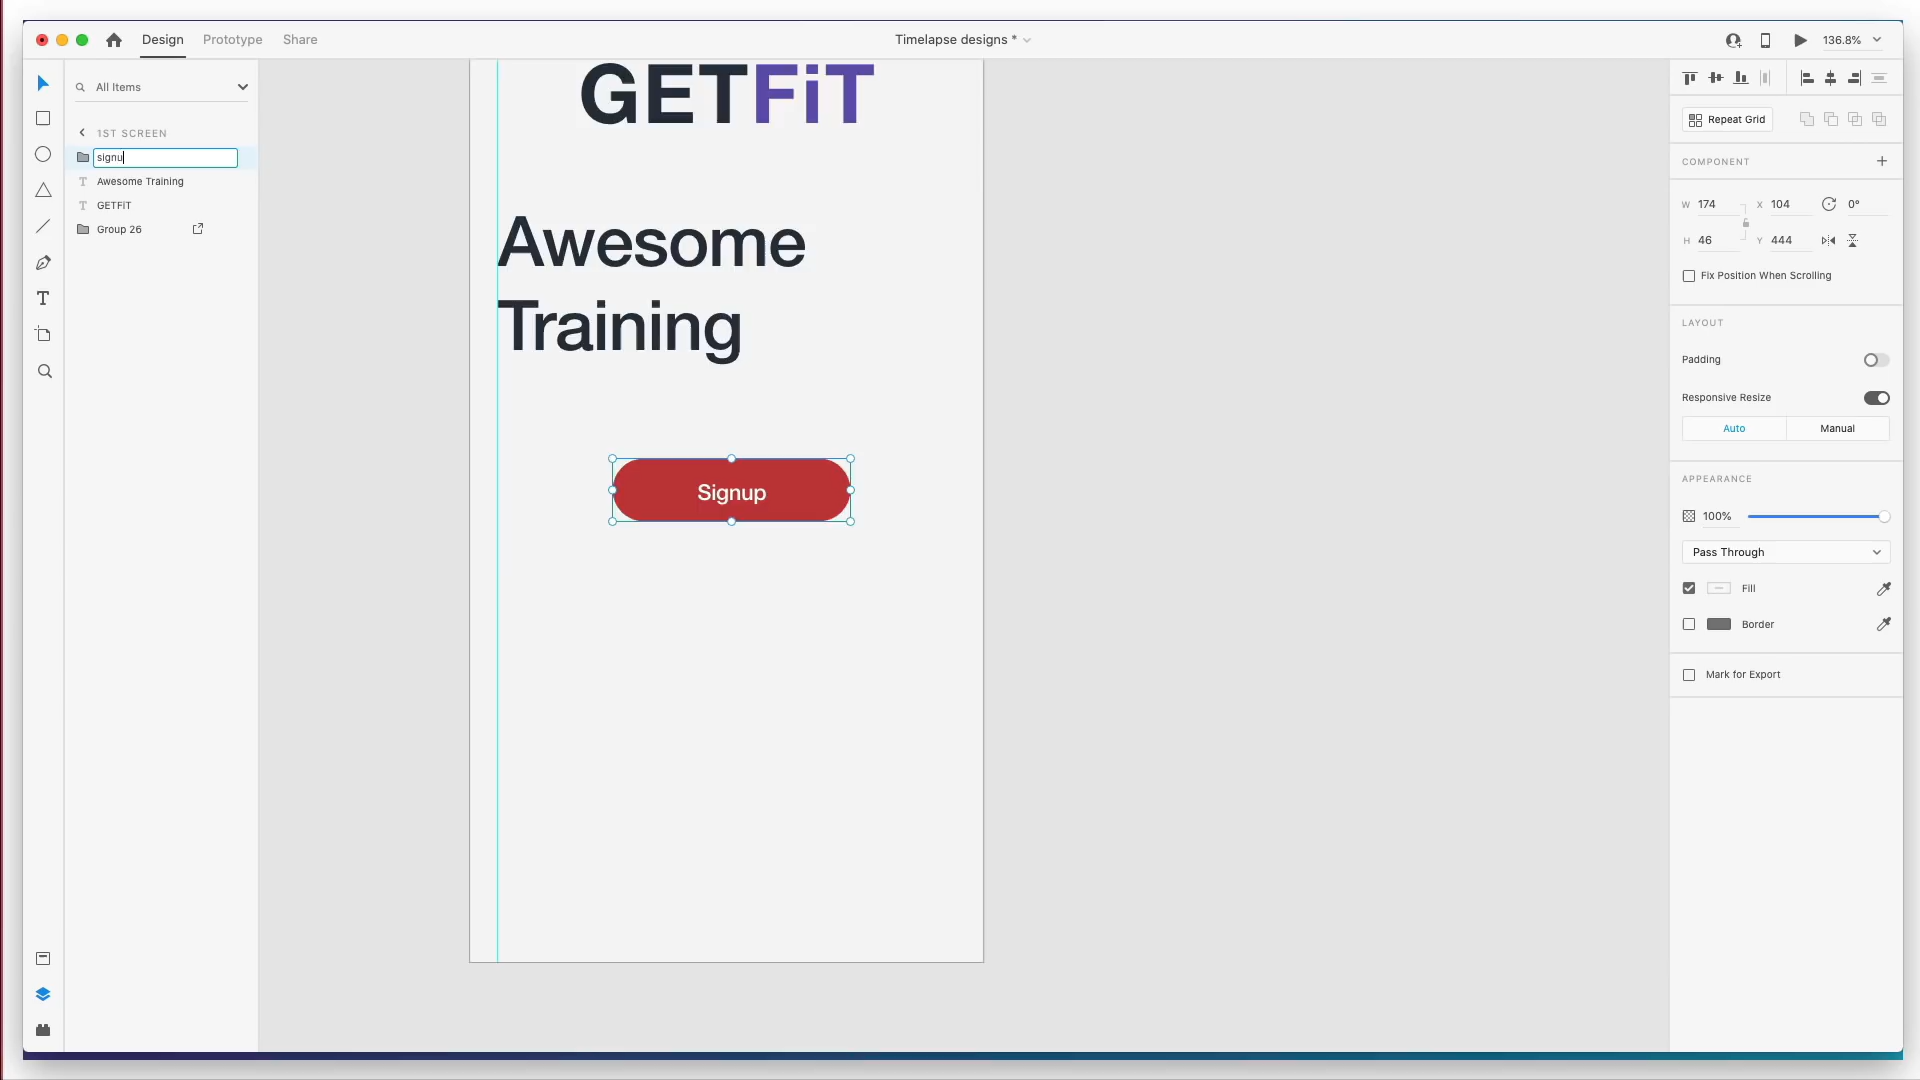 Design
Prototype
Share
Timelapse designs *
136.8%
All Items
1ST SCREEN
signu
Awesome Training
GETFiT
Group 26
GETFiT
Awesome
Training
Signup
Repeat Grid
COMPONENT
W 174
X 104
0°
H 46
Y 444
Fix Position When Scrolling
LAYOUT
Padding
Responsive Resize
Auto
Manual
APPEARANCE
100%
Pass Through
Fill
Border
Mark for Export